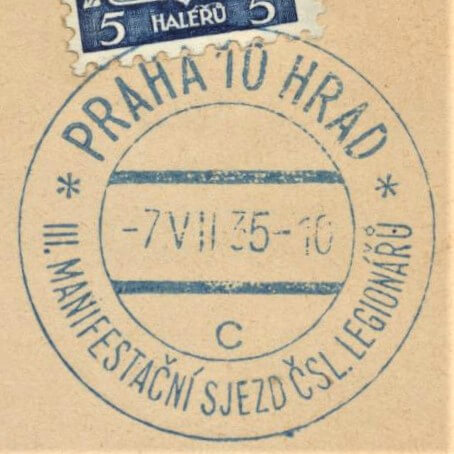 5 HALÉŘŮ 5
PRAHA 10 HRAD
* III. MANIFESTAČNÍ SJEZD ČSL. LEGIONÁŘŮ *
-7.VII.35-10
C